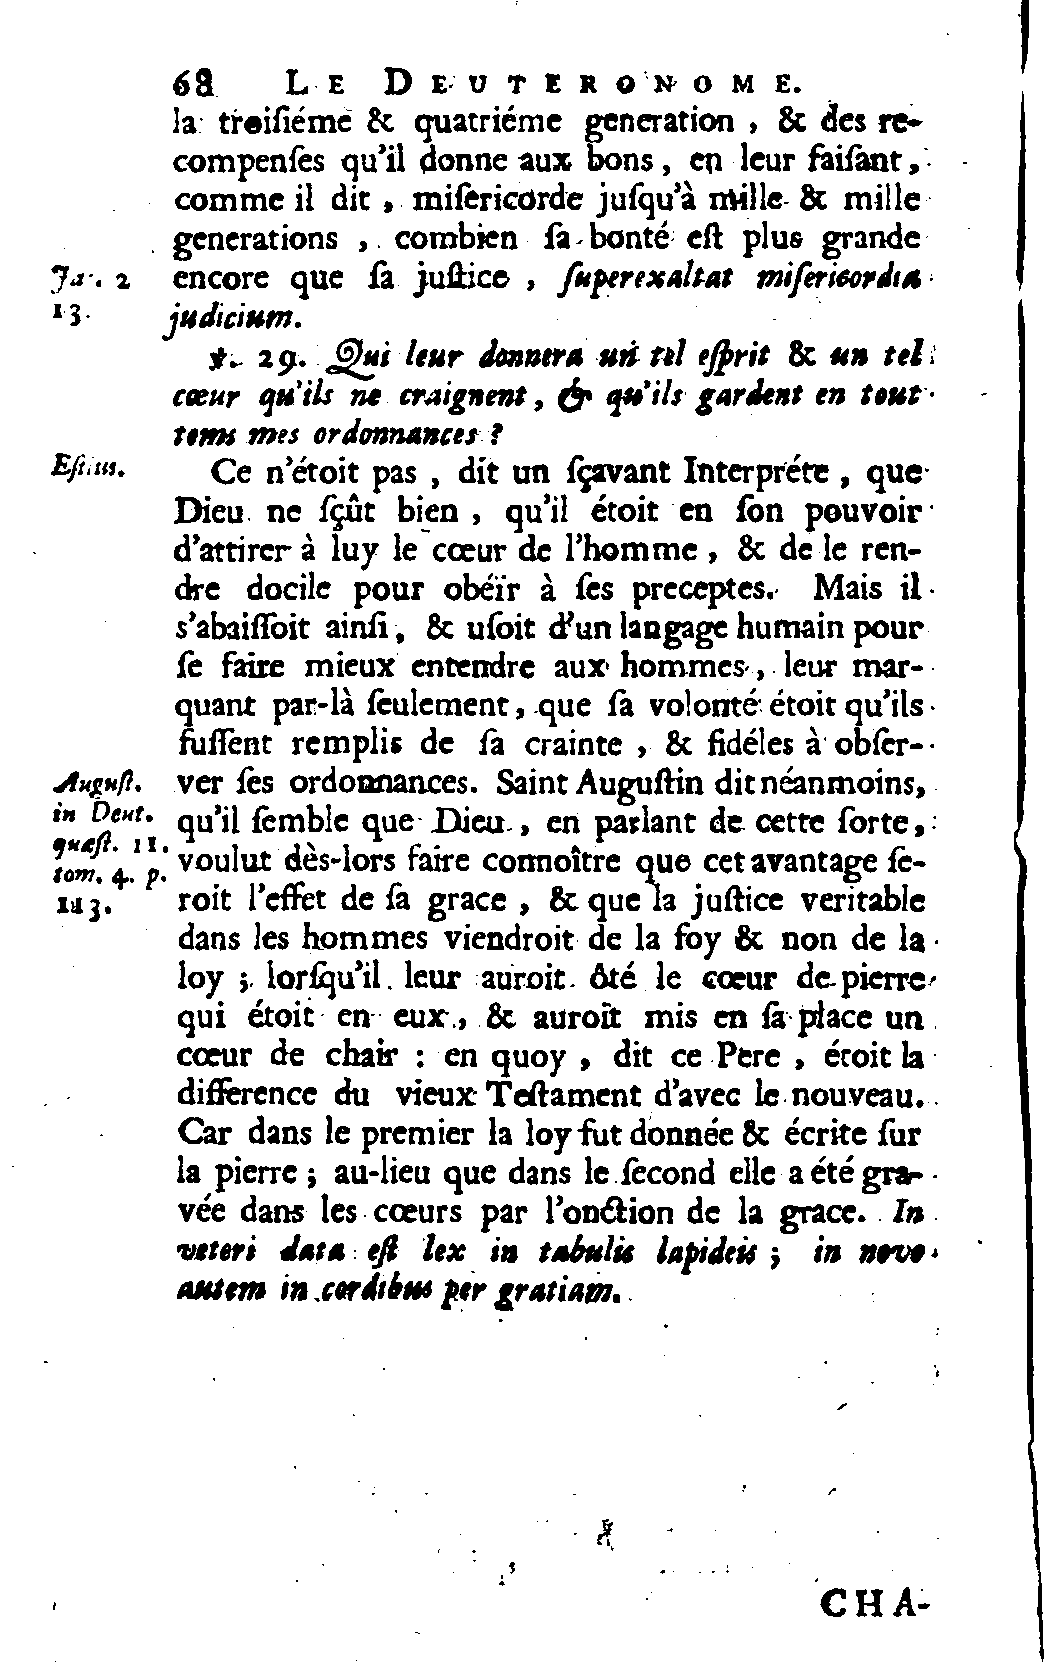 68 LE DEUTERONOME.
la troiſiéme & quatriéme generation, & des re-
compenſes qu'il donne aux bons, en leur faiſant,
comme il dit, miſericorde juſqu'à mille & mille
generations, combien ſa bonté eſt plus grande
Ja. 2
13.
encore que ſa juſtice, ſuperexaltat miſericordia
judicium.
℣. 29. Qui leur donnera un tel eſprit & un tel
cœur qu'ils ne craignent, & qu'ils gardent en tout
tems mes ordonnances ?
Eſtius.
Ce n'étoit pas, dit un ſçavant Interpréte, que
Dieu ne ſçût bien, qu'il étoit en ſon pouvoir
d'attirer à luy le cœur de l'homme, & de le ren-
dre docile pour obéïr à ſes preceptes. Mais il
s'abaiſſoit ainſi, & uſoit d'un langage humain pour
ſe faire mieux entendre aux hommes, leur mar-
quant par-là ſeulement, que ſa volonté étoit qu'ils
fuſſent remplis de ſa crainte, & fidéles à obſer-
Auguſt.
in Deut.
quæſt. 11.
tom. 4. p.
113.
ver ſes ordonnances. Saint Auguſtin dit néanmoins,
qu'il ſemble que Dieu, en parlant de cette ſorte,
voulut dès-lors faire connoître que cet avantage ſe-
roit l'effet de ſa grace, & que la juſtice veritable
dans les hommes viendroit de la foy & non de la
loy ; lorſqu'il leur auroit ôté le cœur de pierre
qui étoit en eux, & auroit mis en ſa place un
cœur de chair : en quoy, dit ce Pere, étoit la
difference du vieux Teſtament d'avec le nouveau.
Car dans le premier la loy fut donnée & écrite ſur
la pierre ; au-lieu que dans le ſecond elle a été gra-
vée dans les cœurs par l'onction de la grace. In
veteri data eſt lex in tabulis lapideis ; in novo
autem in cordibus per gratiam.
CHA-